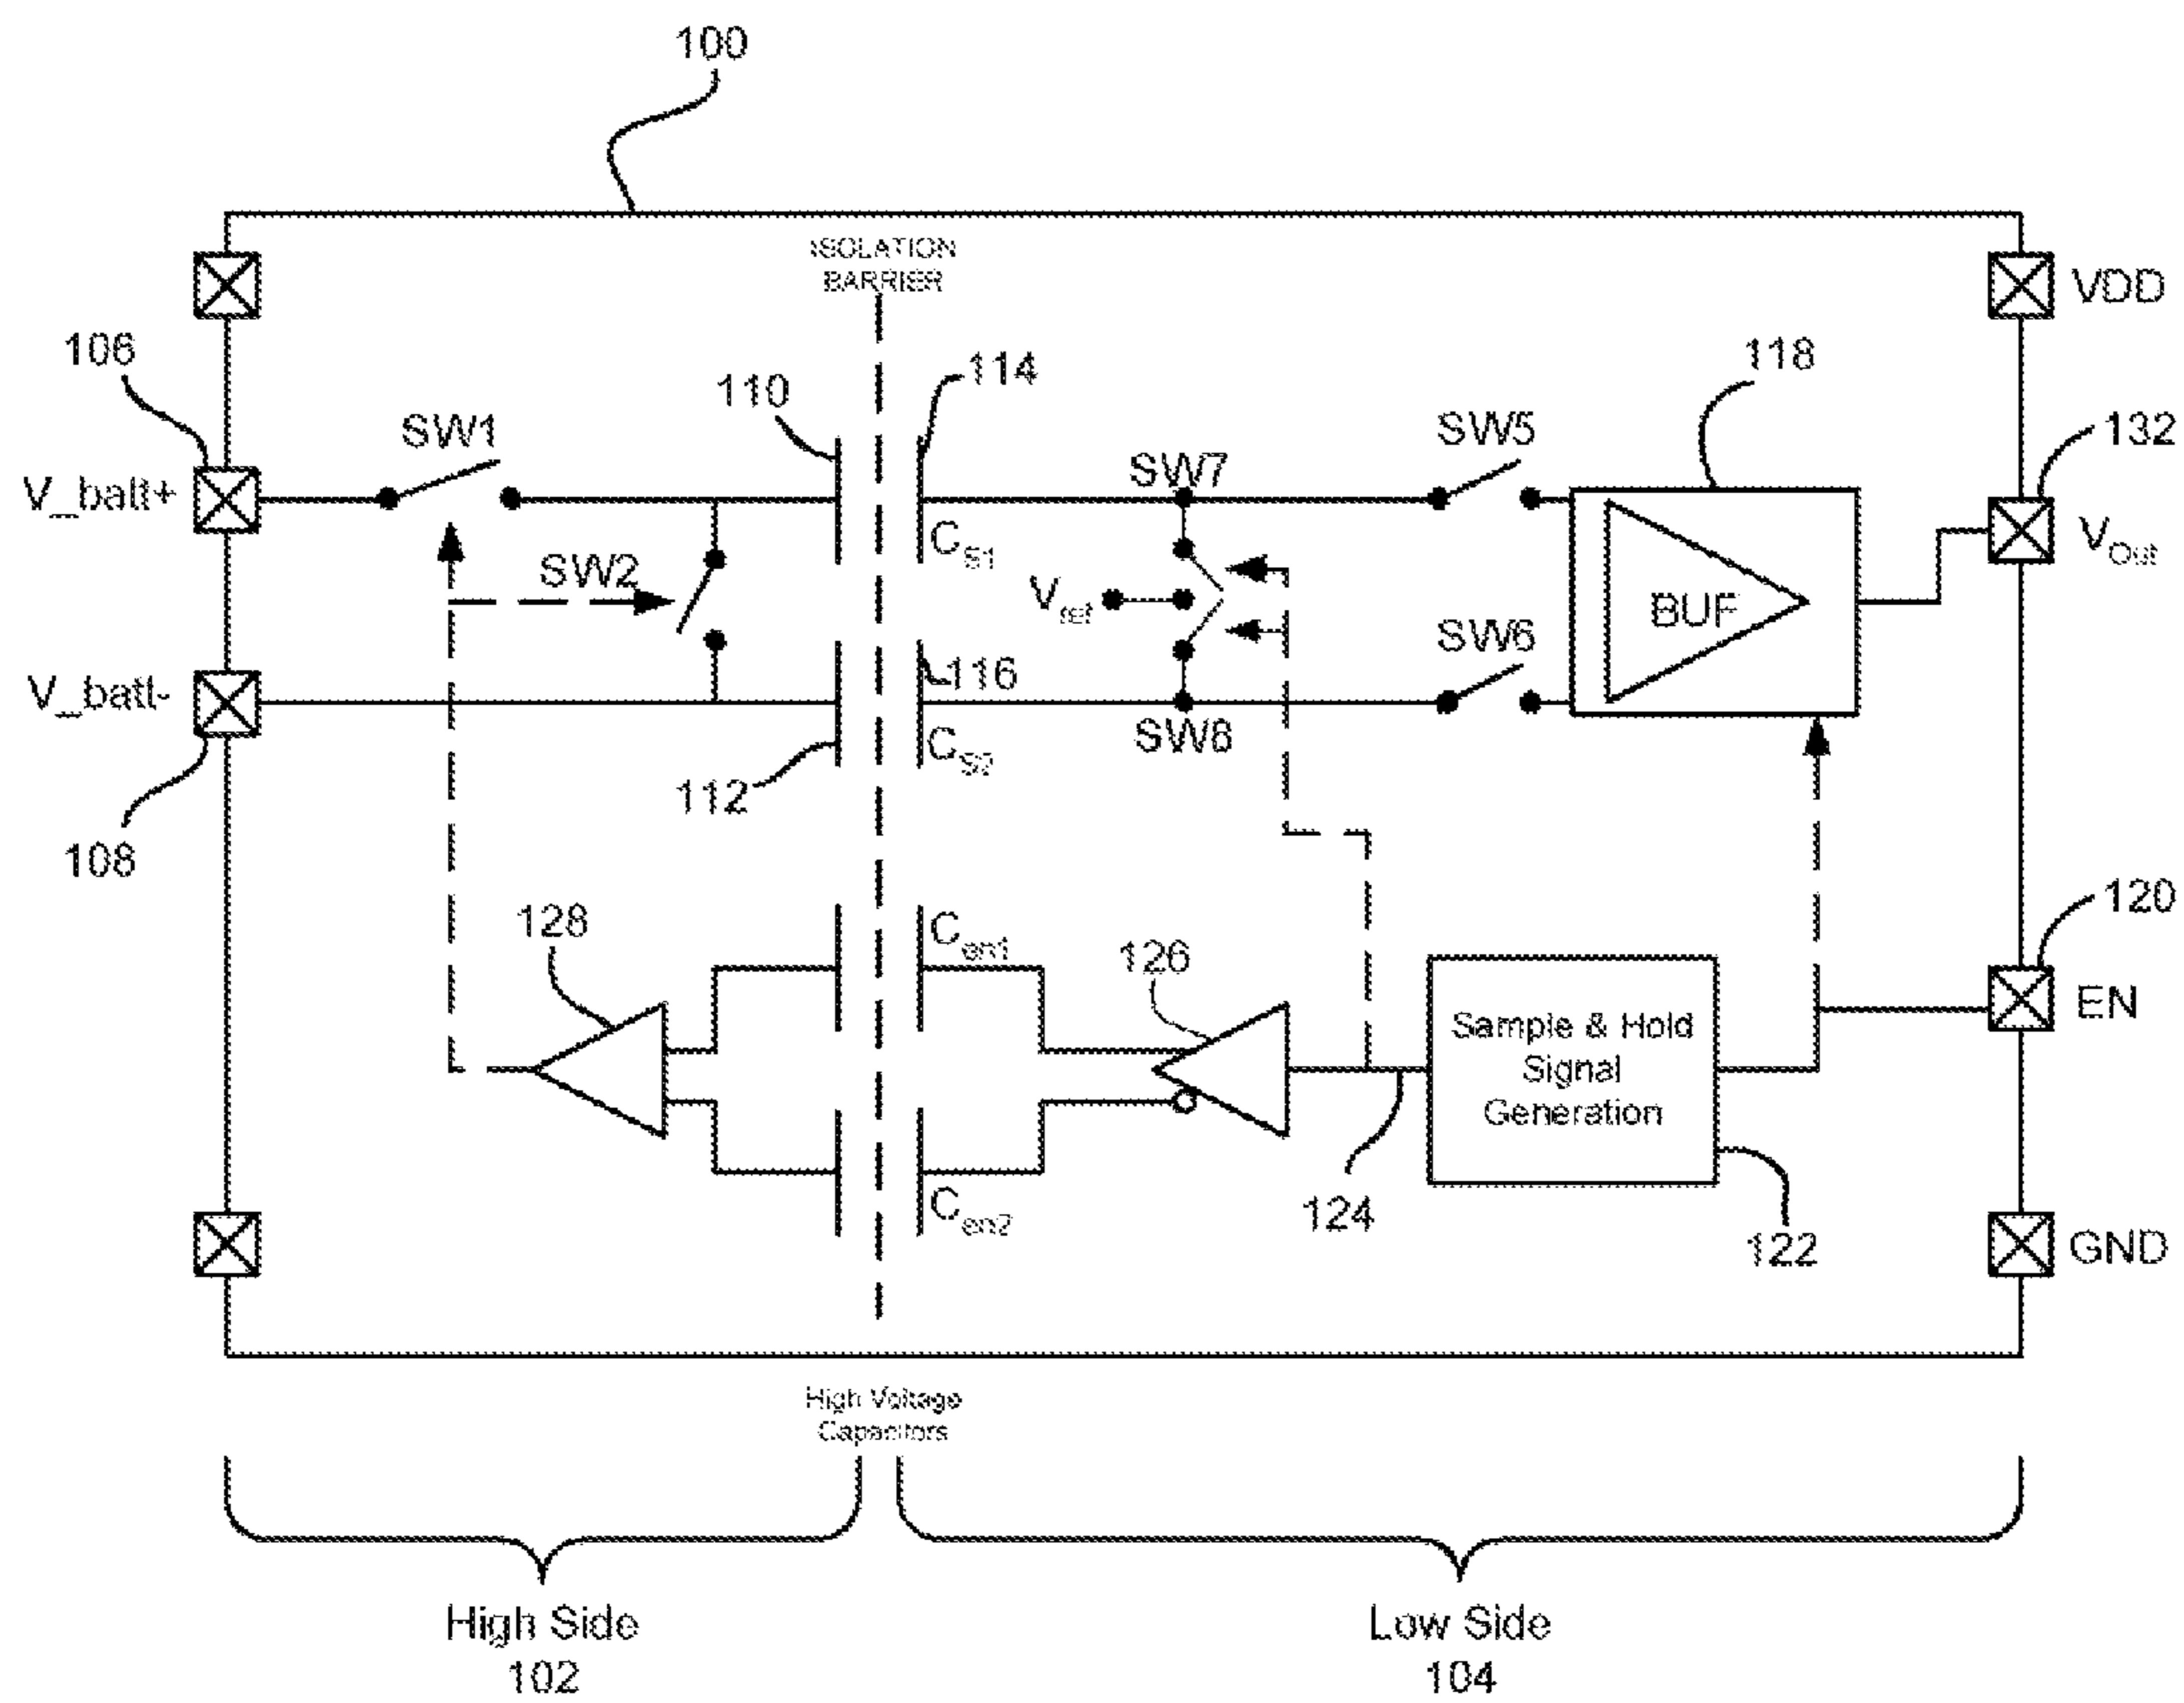 100
ISOLATION
BARRIER
VDD
106
110
114
118
132
SW1
SW7
SW5
V_batt+
C_S1
V_Out
SW2
V_ref
BUF
SW6
V_batt-
116
C_S2
SW8
112
108
120
128
C_en1
126
EN
Sample & Hold
Signal
Generation
C_en2
124
122
GND
High Voltage
Capacitors
High Side
102
Low Side
104